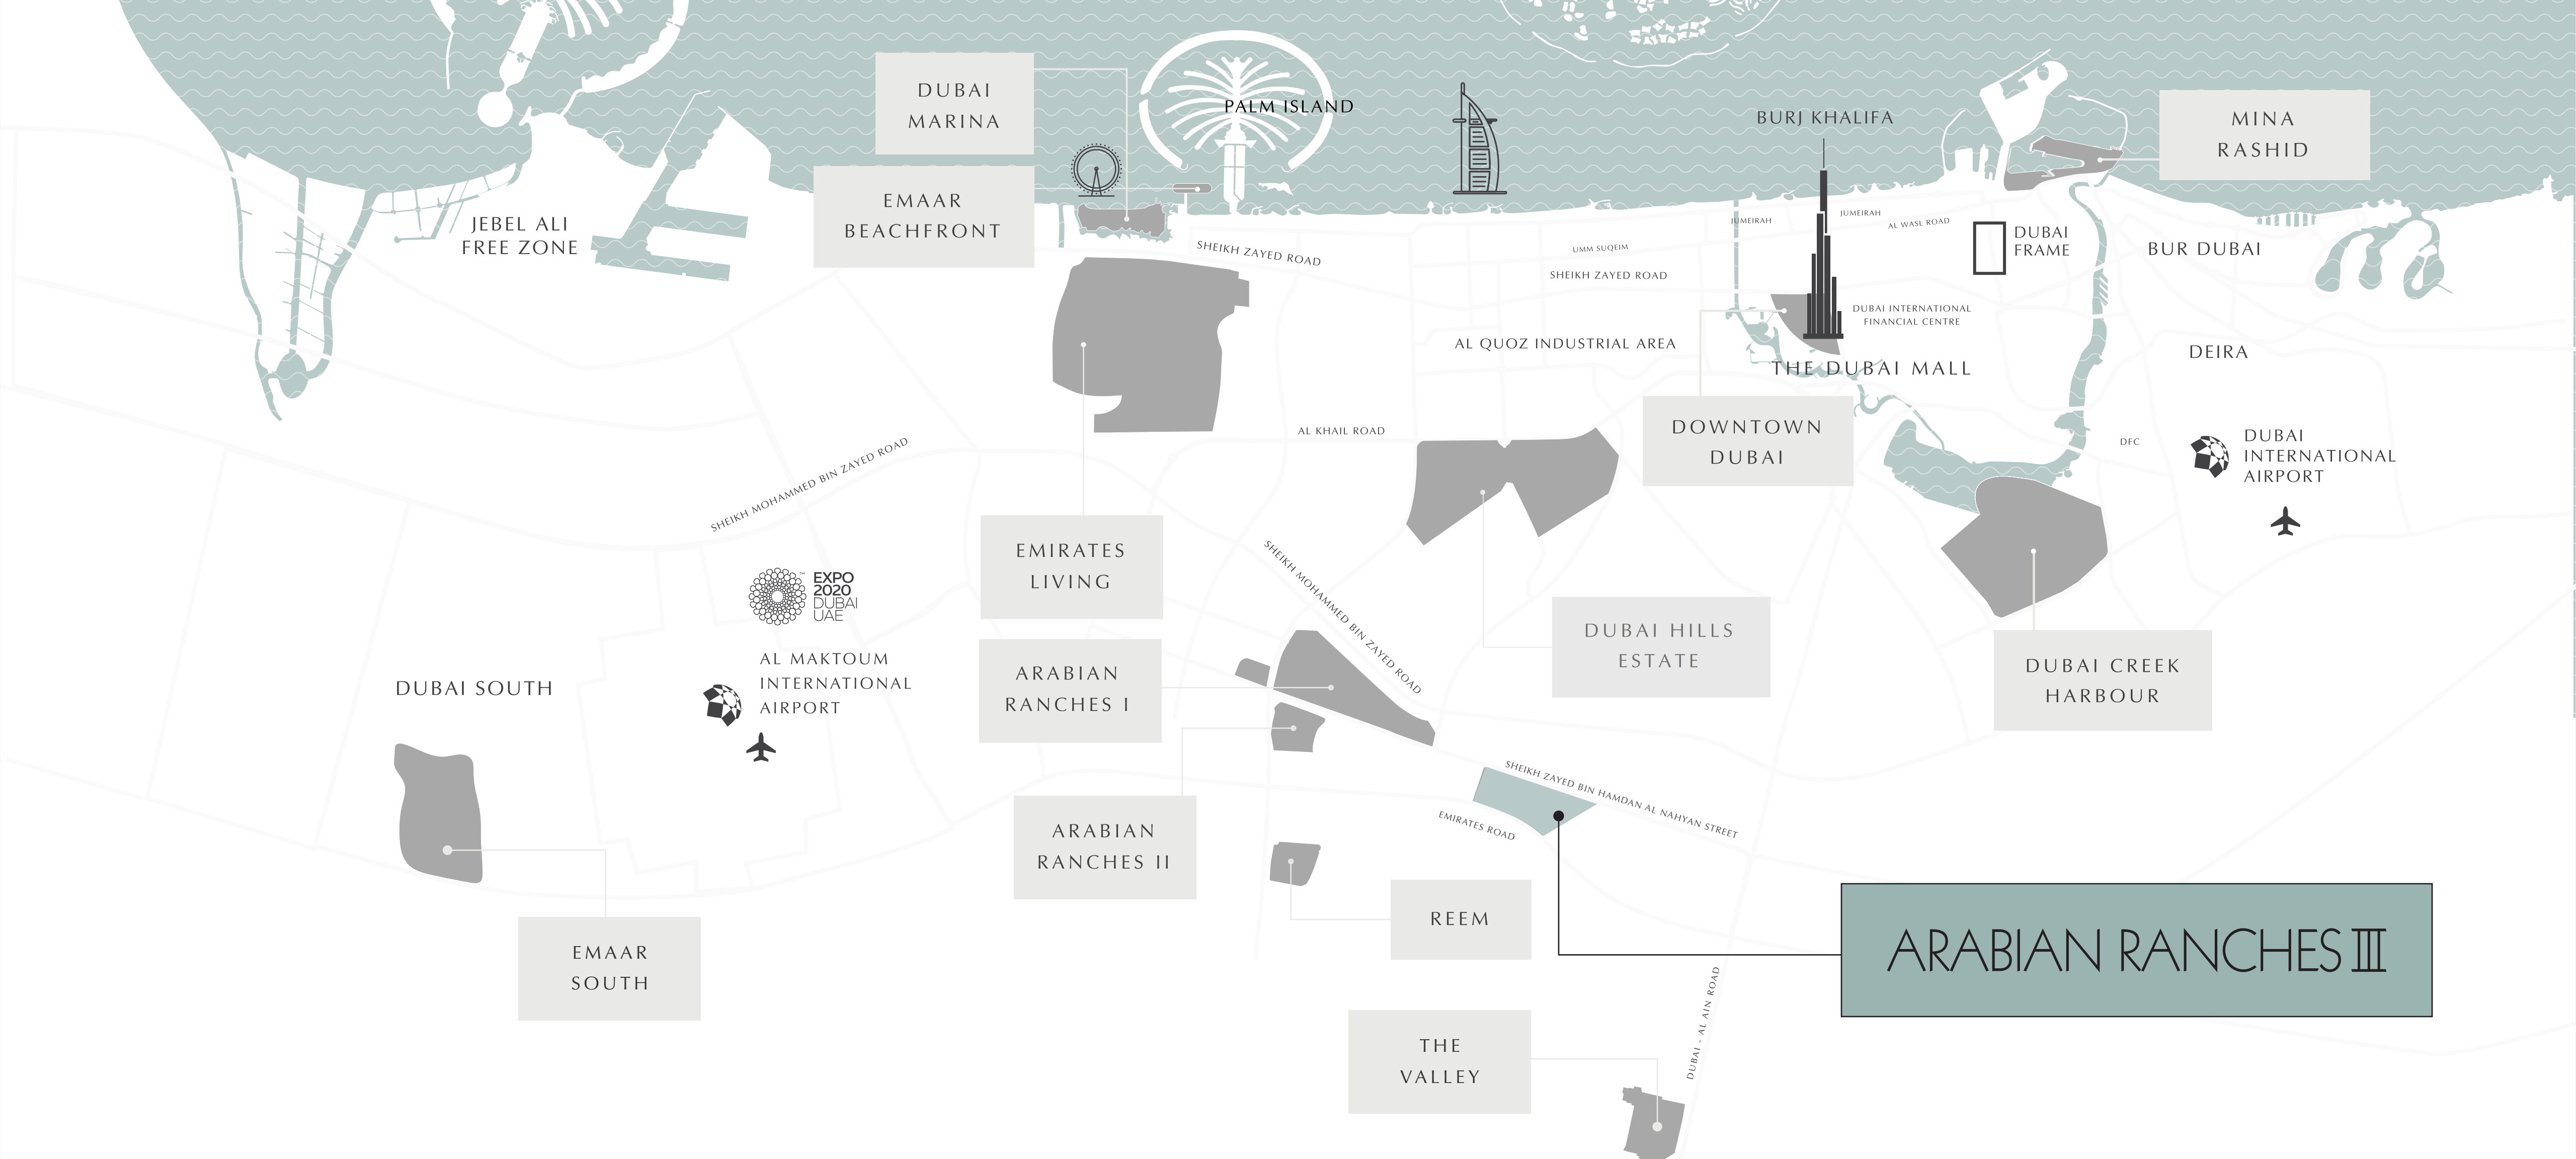 DUBAI
MARINA
PALM ISLAND
BURJ KHALIFA
MINA
RASHID
EMAAR
BEACHFRONT
JEBEL ALI
FREE ZONE
SHEIKH ZAYED ROAD
UMM SUQEIM
SHEIKH ZAYED ROAD
JUMEIRAH
JUMEIRAH
AL WASL ROAD
DUBAI
FRAME
BUR DUBAI
DUBAI INTERNATIONAL
FINANCIAL CENTRE
AL QUOZ INDUSTRIAL AREA
THE DUBAI MALL
DEIRA
AL KHAIL ROAD
DOWNTOWN
DUBAI
DFC
DUBAI
INTERNATIONAL
AIRPORT
SHEIKH MOHAMMED BIN ZAYED ROAD
EMIRATES
LIVING
SHEIKH MOHAMMED BIN ZAYED ROAD
EXPO
2020
DUBAI
UAE
TM
DUBAI HILLS
ESTATE
DUBAI CREEK
HARBOUR
DUBAI SOUTH
AL MAKTOUM
INTERNATIONAL
AIRPORT
ARABIAN
RANCHES I
SHEIKH ZAYED BIN HAMDAN AL NAHYAN STREET
EMIRATES ROAD
ARABIAN
RANCHES II
REEM
ARABIAN RANCHES III
EMAAR
SOUTH
DUBAI - AL AIN ROAD
THE
VALLEY